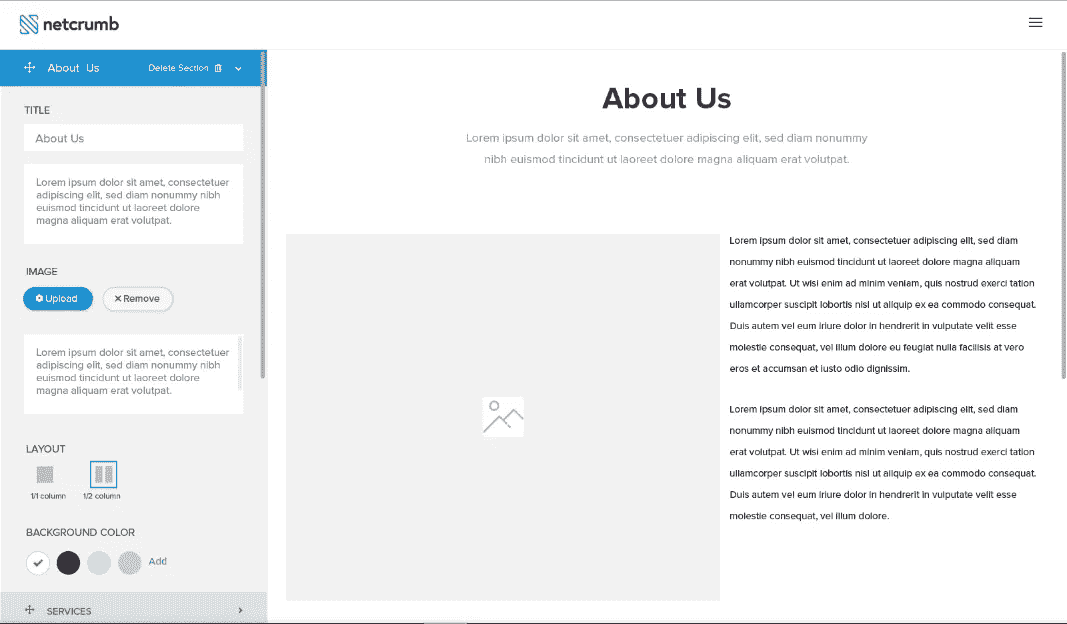 netcrumb
About Us
Delete Section
TITLE
About Us
Lorem ipsum dolor sit amet, consectetuer
adipiscing elit, sed diam nonummy nibh
euismod tincidunt ut laoreet dolore
magna aliquam erat volutpat.
IMAGE
Upload
Remove
Lorem ipsum dolor sit amet, consectetuer
adipiscing elit, sed diam nonummy nibh
euismod tincidunt ut laoreet dolore
magna aliquam erat volutpat.
LAYOUT
1/1 column
1/2 column
BACKGROUND COLOR
Add
SERVICES
About Us
Lorem ipsum dolor sit amet, consectetuer adipiscing elit, sed diam nonummy
nibh euismod tincidunt ut laoreet dolore magna aliquam erat volutpat.
Lorem ipsum dolor sit amet, consectetuer adipiscing elit, sed diam
nonummy nibh euismod tincidunt ut laoreet dolore magna aliquam
erat volutpat. Ut wisi enim ad minim veniam, quis nostrud exerci tation
ullamcorper suscipit lobortis nisl ut aliquip ex ea commodo consequat.
Duis autem vel eum iriure dolor in hendrerit in vulputate velit esse
molestie consequat, vel illum dolore eu feugiat nulla facilisis at vero
eros et accumsan et iusto odio dignissim.
Lorem ipsum dolor sit amet, consectetuer adipiscing elit, sed diam
nonummy nibh euismod tincidunt ut laoreet dolore magna aliquam
erat volutpat. Ut wisi enim ad minim veniam, quis nostrud exerci tation
ullamcorper suscipit lobortis nisl ut aliquip ex ea commodo consequat.
Duis autem vel eum iriure dolor in hendrerit in vulputate velit esse
molestie consequat, vel illum dolore.